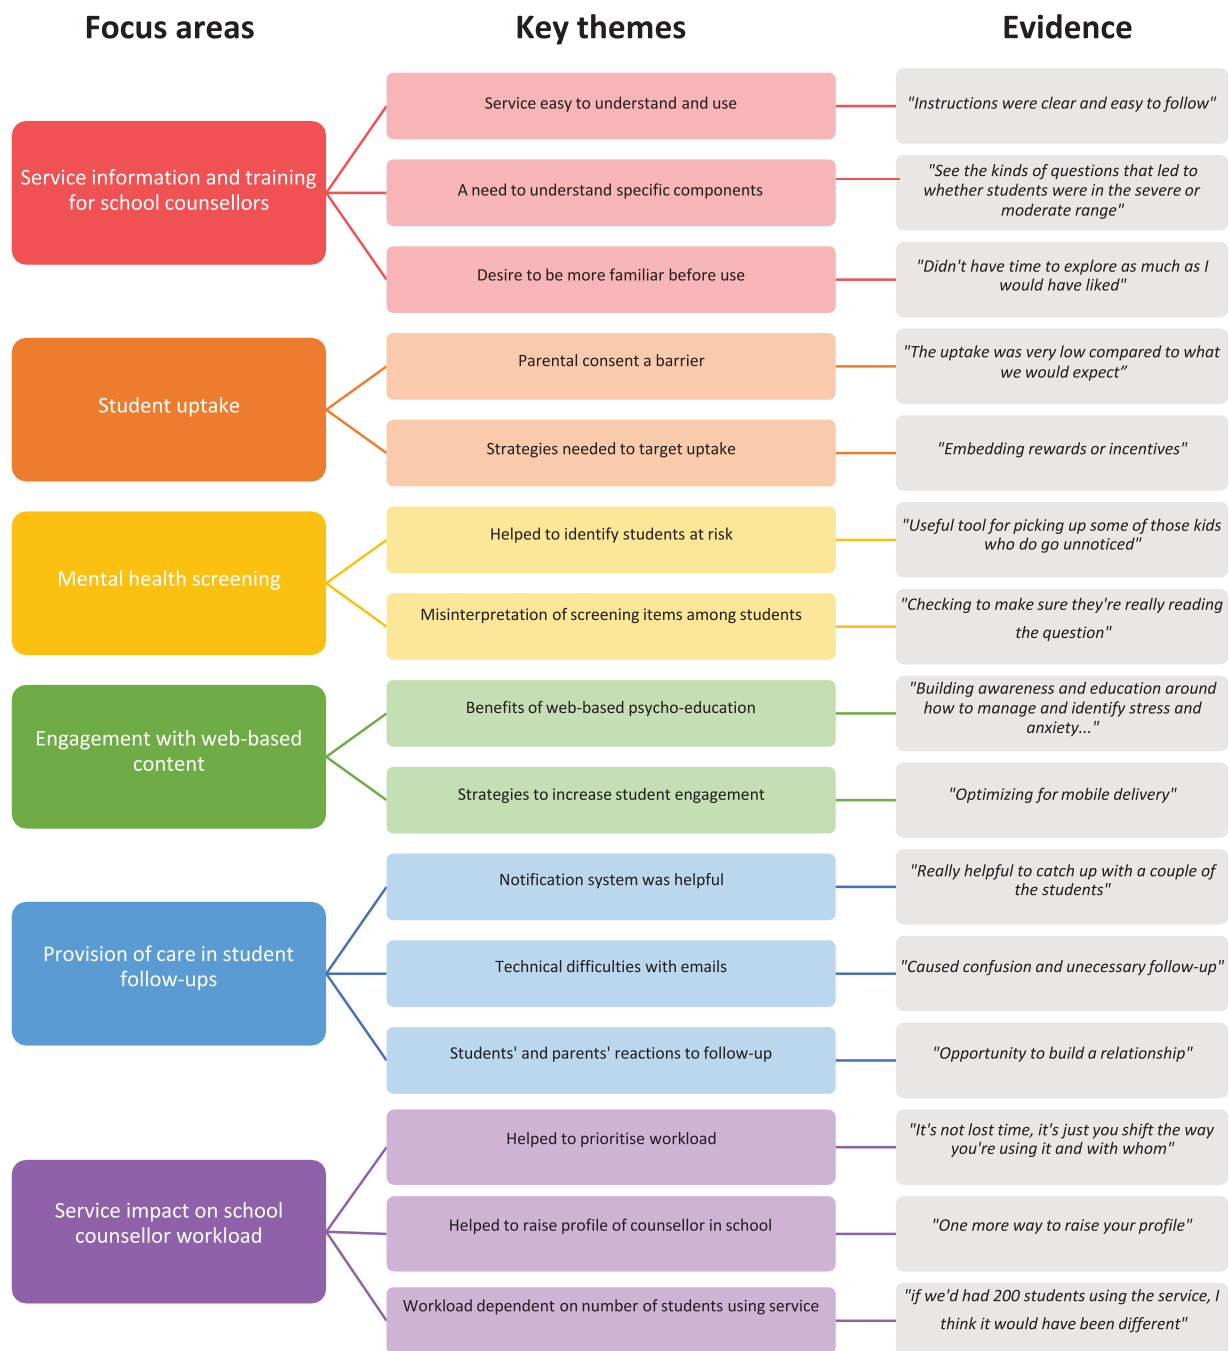 Focus areas
Key themes
Evidence
Service information and training
for school counsellors
Service easy to understand and use
"Instructions were clear and easy to follow"
A need to understand specific components
"See the kinds of questions that led to
whether students were in the severe or
moderate range"
Desire to be more familiar before use
"Didn't have time to explore as much as I
would have liked"
Student uptake
Parental consent a barrier
"The uptake was very low compared to what
we would expect”
Strategies needed to target uptake
"Embedding rewards or incentives"
Mental health screening
Helped to identify students at risk
"Useful tool for picking up some of those kids
who do go unnoticed"
Misinterpretation of screening items among students
"Checking to make sure they're really reading
the question"
Engagement with web-based
content
Benefits of web-based psycho-education
"Building awareness and education around
how to manage and identify stress and
anxiety..."
Strategies to increase student engagement
"Optimizing for mobile delivery"
Provision of care in student
follow-ups
Notification system was helpful
"Really helpful to catch up with a couple of
the students"
Technical difficulties with emails
"Caused confusion and unecessary follow-up"
Students' and parents' reactions to follow-up
"Opportunity to build a relationship"
Service impact on school
counsellor workload
Helped to prioritise workload
"It's not lost time, it's just you shift the way
you're using it and with whom"
Helped to raise profile of counsellor in school
"One more way to raise your profile"
Workload dependent on number of students using service
"if we'd had 200 students using the service, I
think it would have been different"